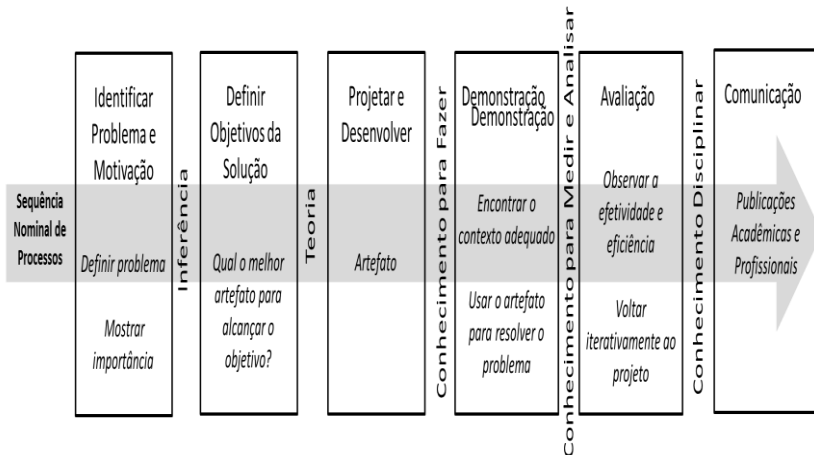 Sequência
Nominal de
Processos
Identificar
Problema e
Motivação
Definir problema
Mostrar
importância
Inferência
Definir
Objetivos da
Solução
Qual o melhor
artefato para
alcançar o
objetivo?
Teoria
Projetar e
Desenvolver
Artefato
Conhecimento para Fazer
Demonstração
Demonstração
Encontrar o
contexto adequado
Usar o artefato
para resolver o
problema
Conhecimento para Medir e Analisar
Avaliação
Observar a
efetividade e
eficiência
Voltar
iterativamente ao
projeto
Conhecimento Disciplinar
Comunicação
Publicações
Acadêmicas e
Profissionais